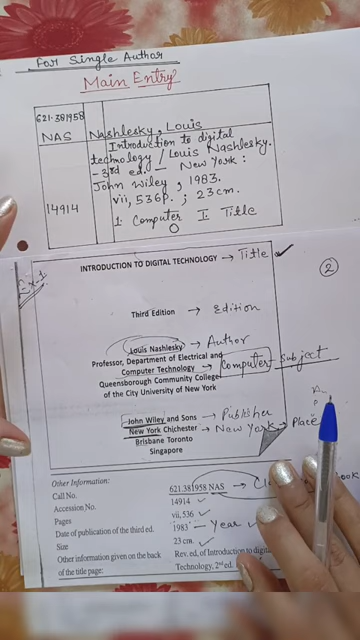 For Single Author
Main Entry
621.381958
NAS
Nashlesky, Louis
Introduction to digital
technology / Louis Nashlesky.
- 3rd ed. - New York :
John Wiley, 1983.
vii, 536p. ; 23cm.
14914
1. Computer I. Title
INTRODUCTION TO DIGITAL TECHNOLOGY → Title ✓
2
Third Edition → Edition
Louis Nashlesky → Author
Professor, Department of Electrical and
Computer Technology → Computer - subject
Queensborough Community College
of the City University of New York
John Wiley and Sons → Publisher
New York Chichester → New York → Place
Brisbane Toronto
Singapore
Other Information:
Call No. 621.381958 NAS →
Accession No. 14914 ✓
Pages vii, 536 ✓
Date of publication of the third ed. 1983 - Year ✓
Size 23 cm. ✓
Other information given on the back Rev. ed. of Introduction to
of the title page: Technology, 2nd ed.